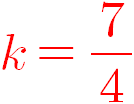 k = 7/4